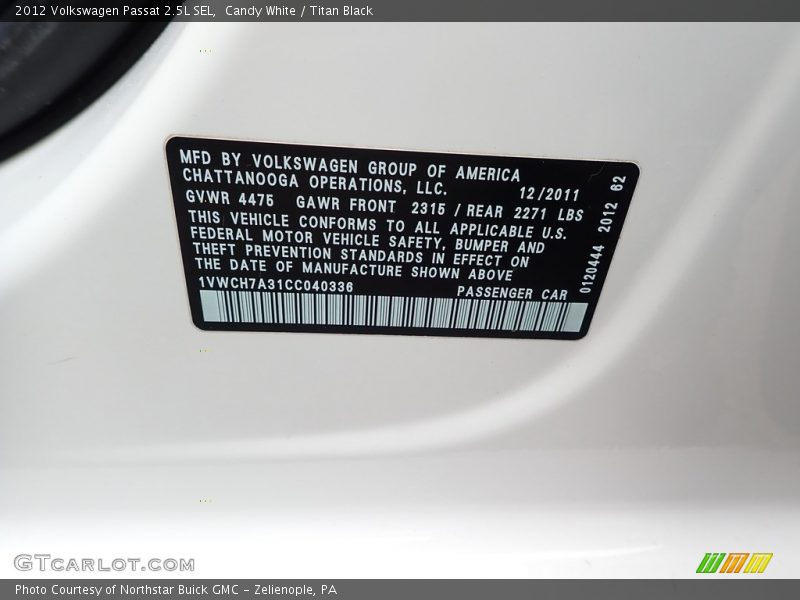 2012 Volkswagen Passat 2.5L SEL,  Candy White / Titan Black
MFD BY VOLKSWAGEN GROUP OF AMERICA
CHATTANOOGA OPERATIONS, LLC. 12/2011
GVWR 4475 GAWR FRONT 2315 / REAR 2271 LBS
THIS VEHICLE CONFORMS TO ALL APPLICABLE U.S.
FEDERAL MOTOR VEHICLE SAFETY, BUMPER AND
THEFT PREVENTION STANDARDS IN EFFECT ON
THE DATE OF MANUFACTURE SHOWN ABOVE
1VWCH7A31CC040336 PASSENGER CAR
0120444 2012 62
GTCARLOT.COM
Photo Courtesy of Northstar Buick GMC - Zelienople, PA